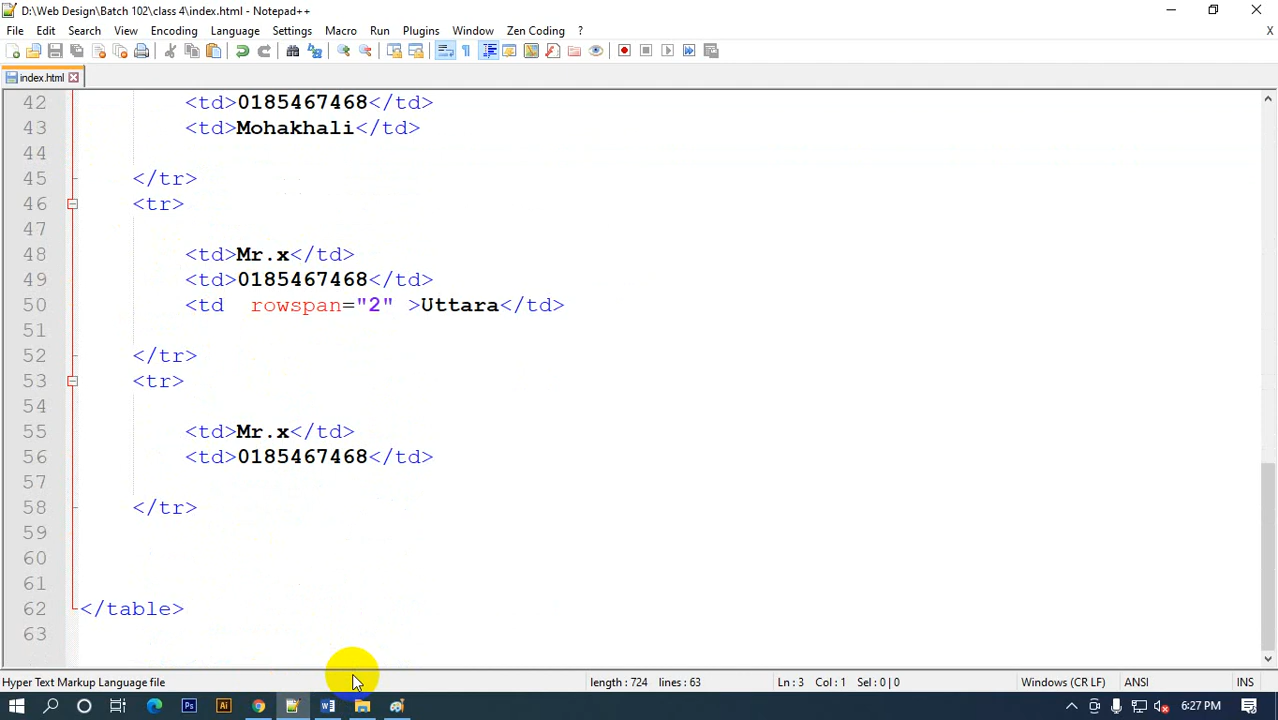 D:\Web Design\Batch 102\class 4\index.html - Notepad++
File Edit Search View Encoding Language Settings Macro Run Plugins Window Zen Coding ? X
index.html
42 <td>0185467468</td>
43 <td>Mohakhali</td>
44
45 </tr>
46 <tr>
47
48 <td>Mr.x</td>
49 <td>0185467468</td>
50 <td  rowspan="2" >Uttara</td>
51
52 </tr>
53 <tr>
54
55 <td>Mr.x</td>
56 <td>0185467468</td>
57
58 </tr>
59
60
61
62 </table>
63
Hyper Text Markup Language file length : 724 lines : 63 Ln : 3 Col : 1 Sel : 0 | 0 Windows (CR LF) ANSI INS
Ps Ai 6:27 PM